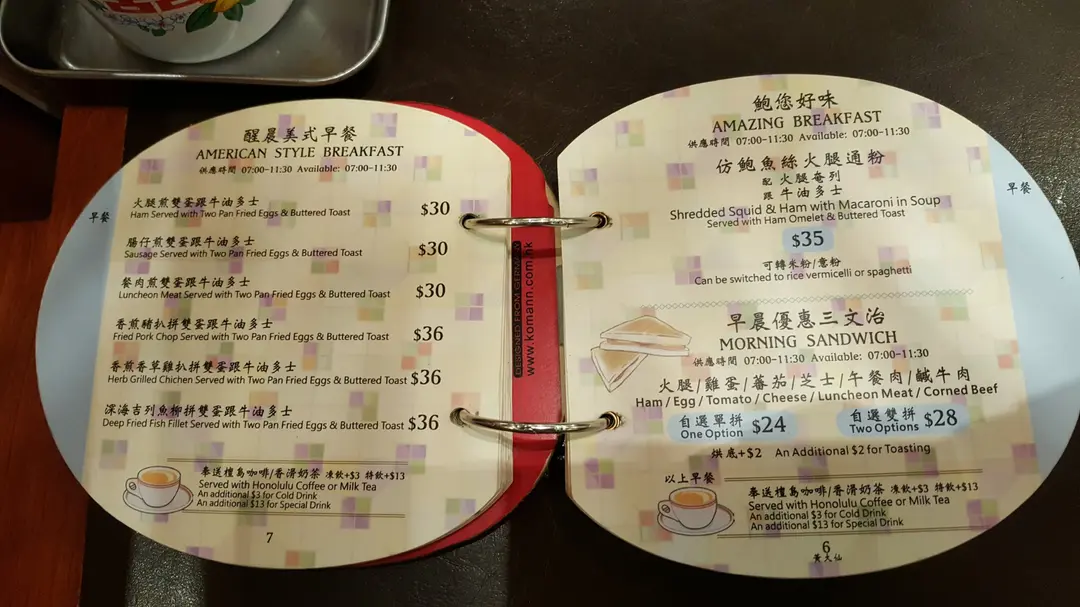 醒晨美式早餐
AMERICAN STYLE BREAKFAST
供應時間 07:00-11:30 Available: 07:00-11:30
早餐
火腿煎雙蛋跟牛油多士
Ham Served with Two Pan Fried Eggs & Buttered Toast $30
腸仔煎雙蛋跟牛油多士
Sausage Served with Two Pan Fried Eggs & Buttered Toast $30
餐肉煎雙蛋跟牛油多士
Luncheon Meat Served with Two Pan Fried Eggs & Buttered Toast $30
香煎豬扒拼雙蛋跟牛油多士
Fried Pork Chop Served with Two Pan Fried Eggs & Buttered Toast $36
香煎香草雞扒拼雙蛋跟牛油多士
Herb Grilled Chichen Served with Two Pan Fried Eggs & Buttered Toast $36
深海吉列魚柳拼雙蛋跟牛油多士
Deep Fried Fish Fillet Served with Two Pan Fried Eggs & Buttered Toast $36
奉送檀島咖啡/香滑奶茶 凍飲+$3 特飲+$13
Served with Honolulu Coffee or Milk Tea
An additional $3 for Cold Drink
An additional $13 for Special Drink
7
DESIGNED FROM GERMANY
www.komann.com.hk
鮑您好味
AMAZING BREAKFAST
供應時間 07:00-11:30 Available: 07:00-11:30
仿鮑魚絲火腿通粉
配 火腿奄列
跟 牛油多士
Shredded Squid & Ham with Macaroni in Soup
Served with Ham Omelet & Buttered Toast
$35
可轉米粉/意粉
Can be switched to rice vermicelli or spaghetti
早餐
早晨優惠三文治
MORNING SANDWICH
供應時間 07:00-11:30 Available: 07:00-11:30
火腿/雞蛋/蕃茄/芝士/午餐肉/鹹牛肉
Ham / Egg / Tomato / Cheese / Luncheon Meat / Corned Beef
自選單拼 One Option $24
自選雙拼 Two Options $28
烘底+$2 An Additional $2 for Toasting
以上早餐
奉送檀島咖啡/香滑奶茶 凍飲+$3 特飲+$13
Served with Honolulu Coffee or Milk Tea
An additional $3 for Cold Drink
An additional $13 for Special Drink
6
黃大仙